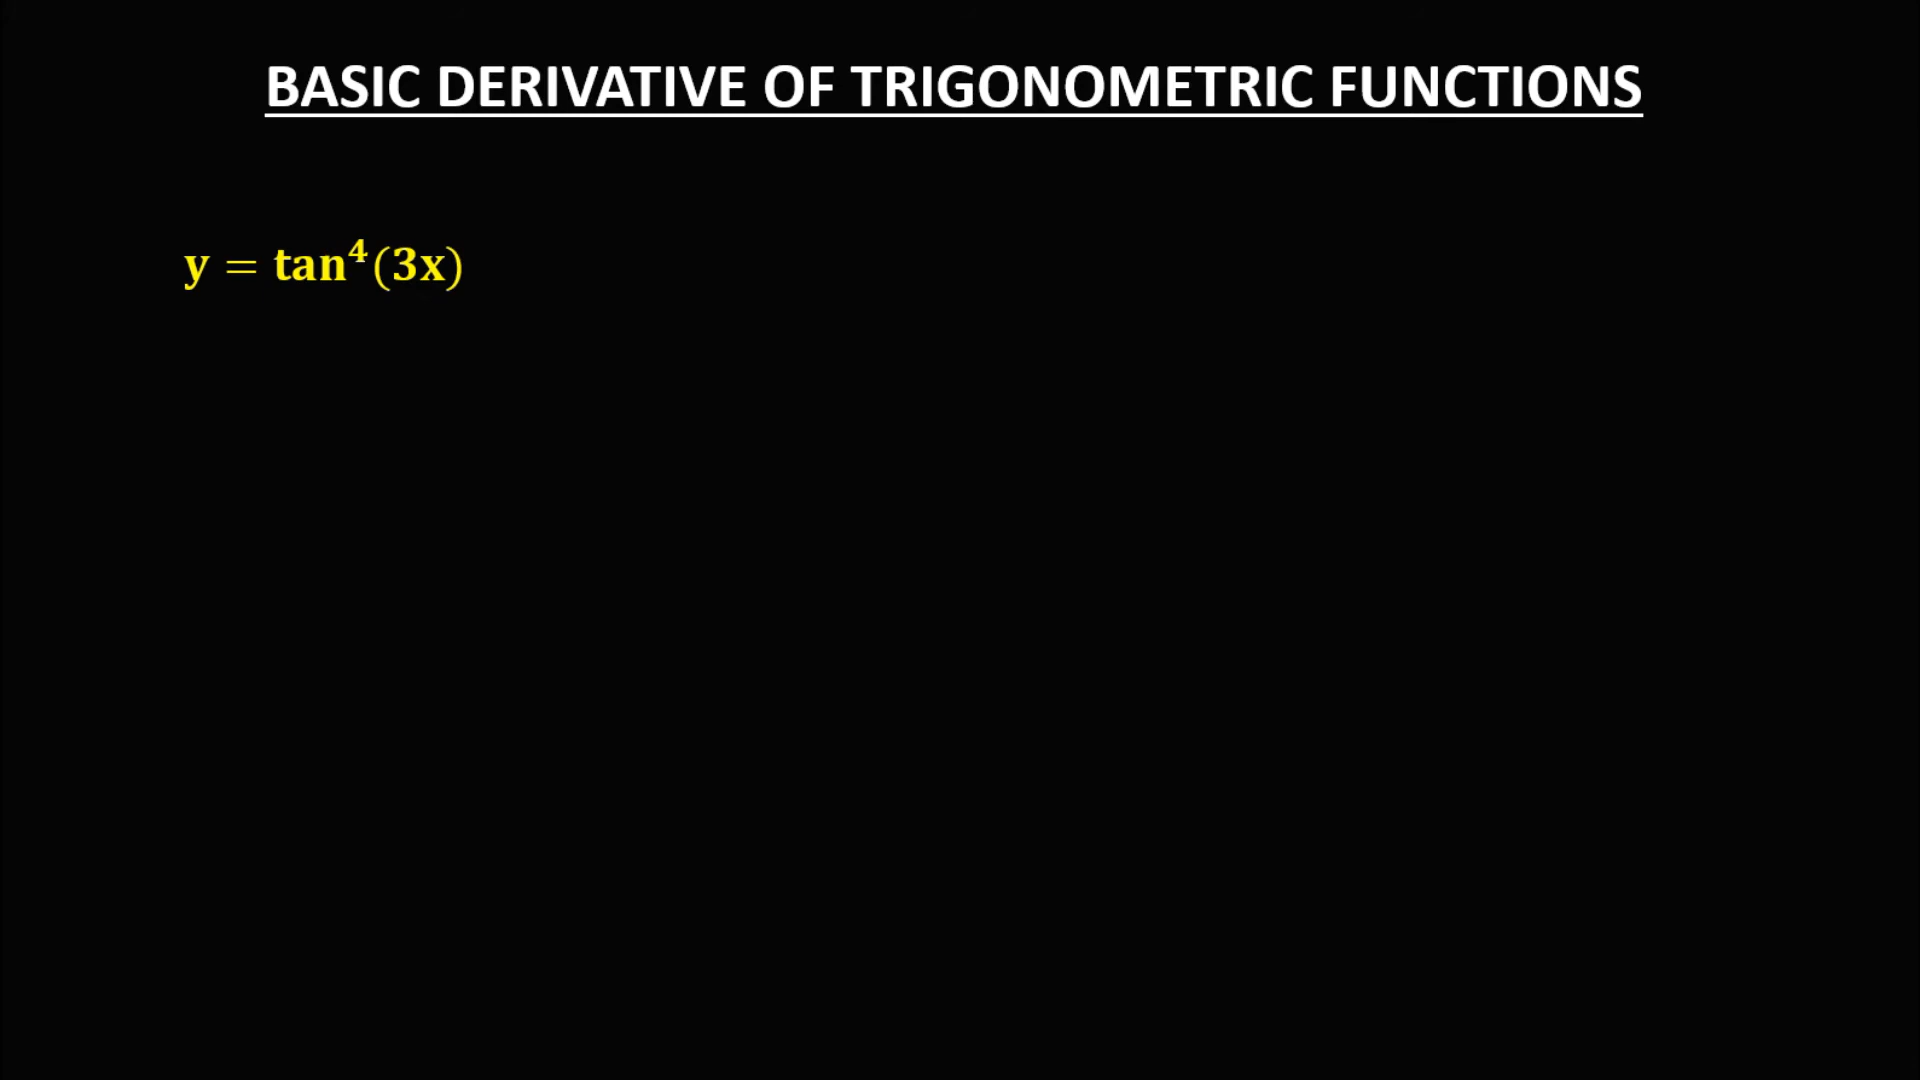 BASIC DERIVATIVE OF TRIGONOMETRIC FUNCTIONS
y = tan⁴(3x)